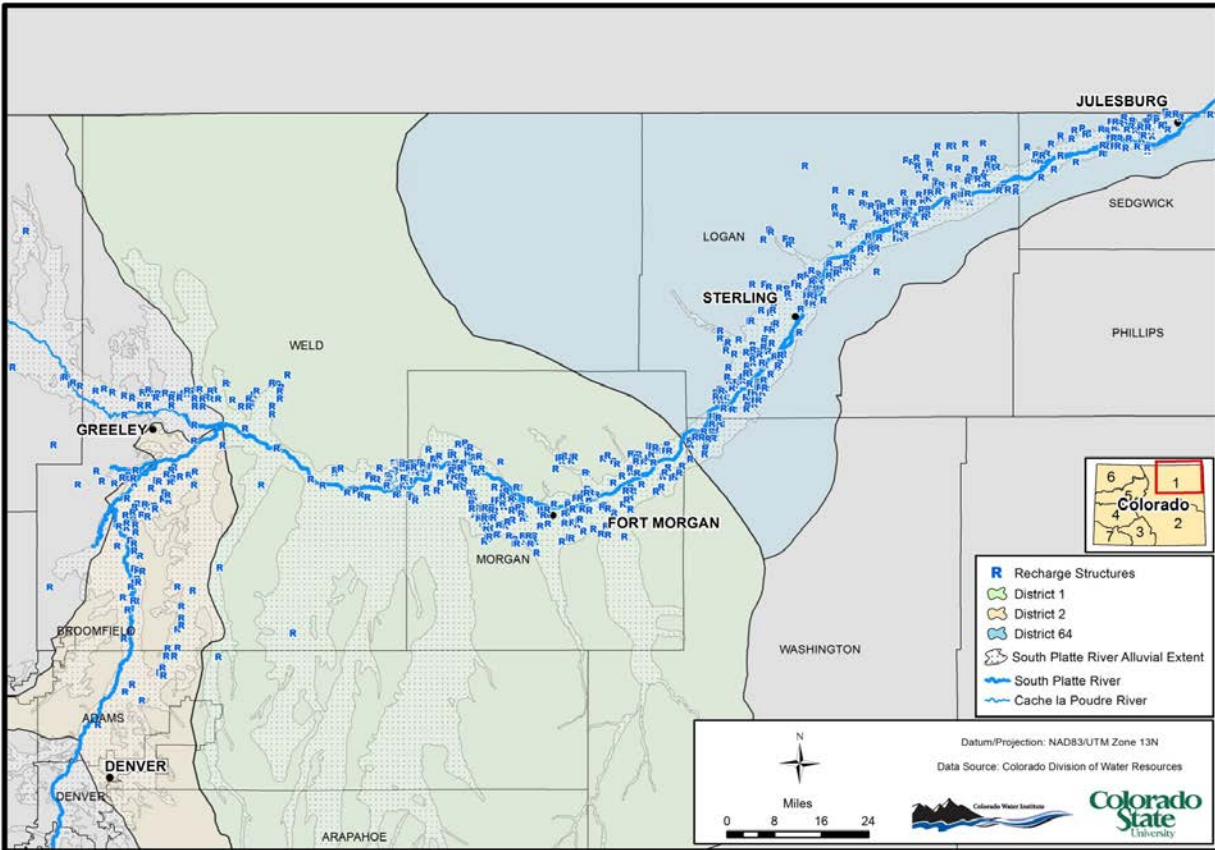 JULESBURG
SEDGWICK
LOGAN
STERLING
PHILLIPS
WELD
GREELEY
FORT MORGAN
MORGAN
BROOMFIELD
WASHINGTON
ADAMS
DENVER
DENVER
ARAPAHOE
6
1
5
Colorado
4
2
7
3
R Recharge Structures
District 1
District 2
District 64
South Platte River Alluvial Extent
South Platte River
Cache la Poudre River
N
Miles
0 8 16 24
Datum/Projection: NAD83/UTM Zone 13N
Data Source: Colorado Division of Water Resources
Colorado Water Institute
Colorado
State
University